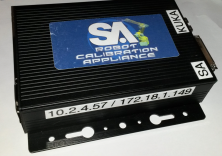 SA
ROBOT
CALIBRATION
APPLIANCE
KUKA
SA
10.2.4.57 / 172.18.1.149